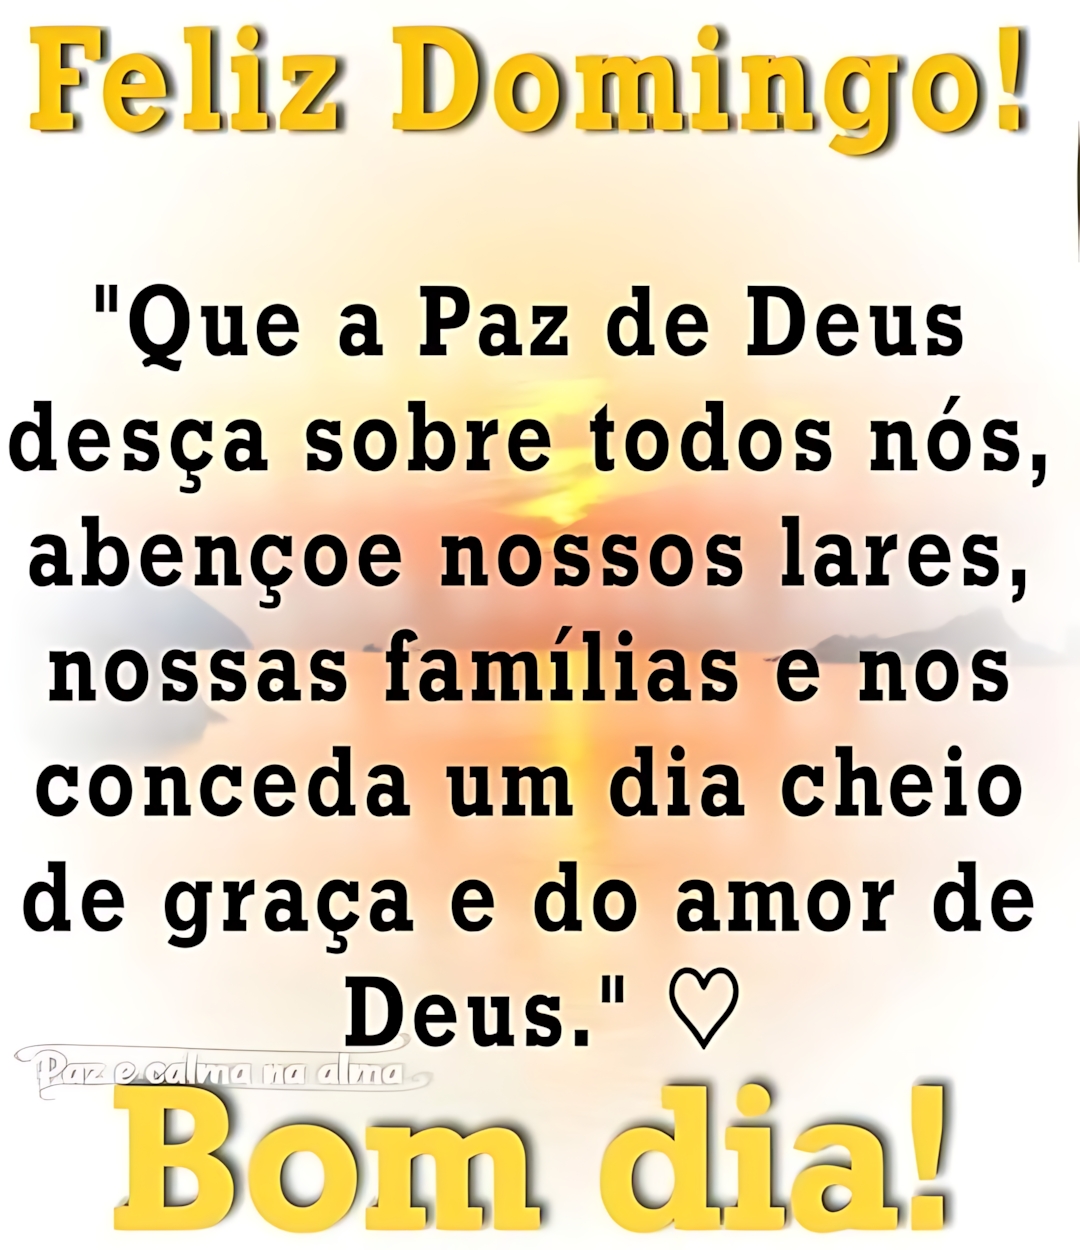 Feliz Domingo!
"Que a Paz de Deus
desça sobre todos nós,
abençoe nossos lares,
nossas famílias e nos
conceda um dia cheio
de graça e do amor de
Deus." ♡
Paz e calma na alma
Bom dia!